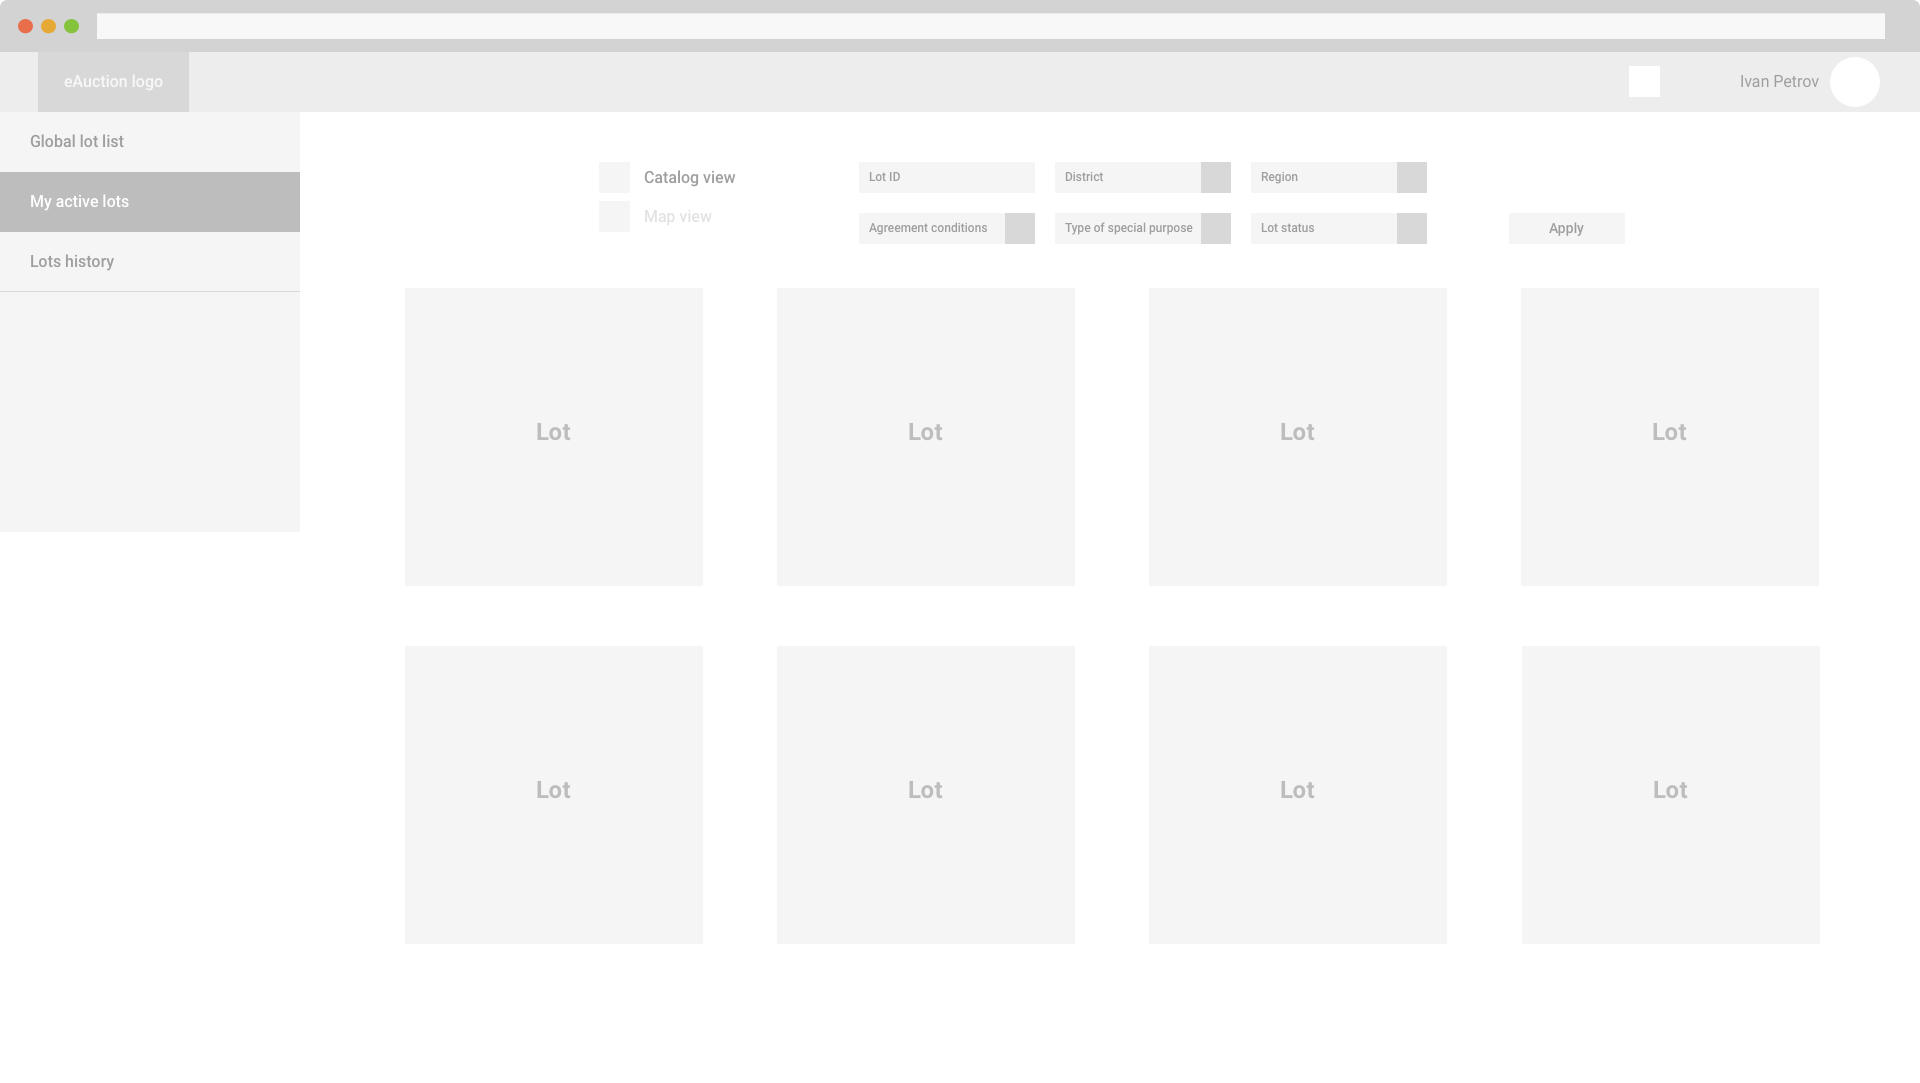 eAuction logo
Ivan Petrov
Global lot list
My active lots
Lots history
Catalog view
Map view
Lot ID
District
Region
Agreement conditions
Type of special purpose
Lot status
Apply
Lot
Lot
Lot
Lot
Lot
Lot
Lot
Lot